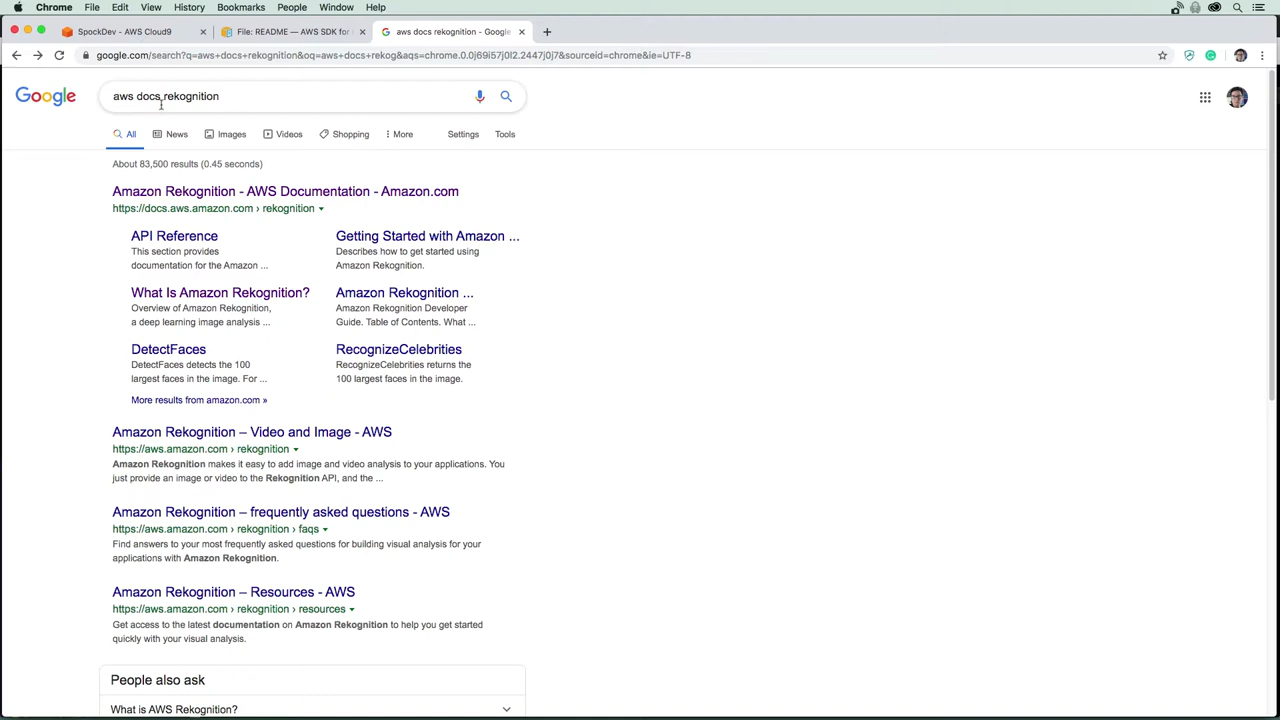 Chrome File Edit View History Bookmarks People Window Help
SpockDev - AWS Cloud9
File: README — AWS SDK for
aws docs rekognition - Google
google.com/search?q=aws+docs+rekognition&oq=aws+docs+rekog&aqs=chrome.0.0j69i57j0l2.2447j0j7&sourceid=chrome&ie=UTF-8
Google
aws docs rekognition
All News Images Videos Shopping More Settings Tools
About 83,500 results (0.45 seconds)
Amazon Rekognition - AWS Documentation - Amazon.com
https://docs.aws.amazon.com › rekognition
API Reference
This section provides
documentation for the Amazon ...
Getting Started with Amazon ...
Describes how to get started using
Amazon Rekognition.
What Is Amazon Rekognition?
Overview of Amazon Rekognition,
a deep learning image analysis ...
Amazon Rekognition ...
Amazon Rekognition Developer
Guide. Table of Contents. What ...
DetectFaces
DetectFaces detects the 100
largest faces in the image. For ...
RecognizeCelebrities
RecognizeCelebrities returns the
100 largest faces in the image.
More results from amazon.com »
Amazon Rekognition – Video and Image - AWS
https://aws.amazon.com › rekognition
Amazon Rekognition makes it easy to add image and video analysis to your applications. You
just provide an image or video to the Rekognition API, and the ...
Amazon Rekognition – frequently asked questions - AWS
https://aws.amazon.com › rekognition › faqs
Find answers to your most frequently asked questions for building visual analysis for your
applications with Amazon Rekognition.
Amazon Rekognition – Resources - AWS
https://aws.amazon.com › rekognition › resources
Get access to the latest documentation on Amazon Rekognition to help you get started
quickly with your visual analysis.
People also ask
What is AWS Rekognition?